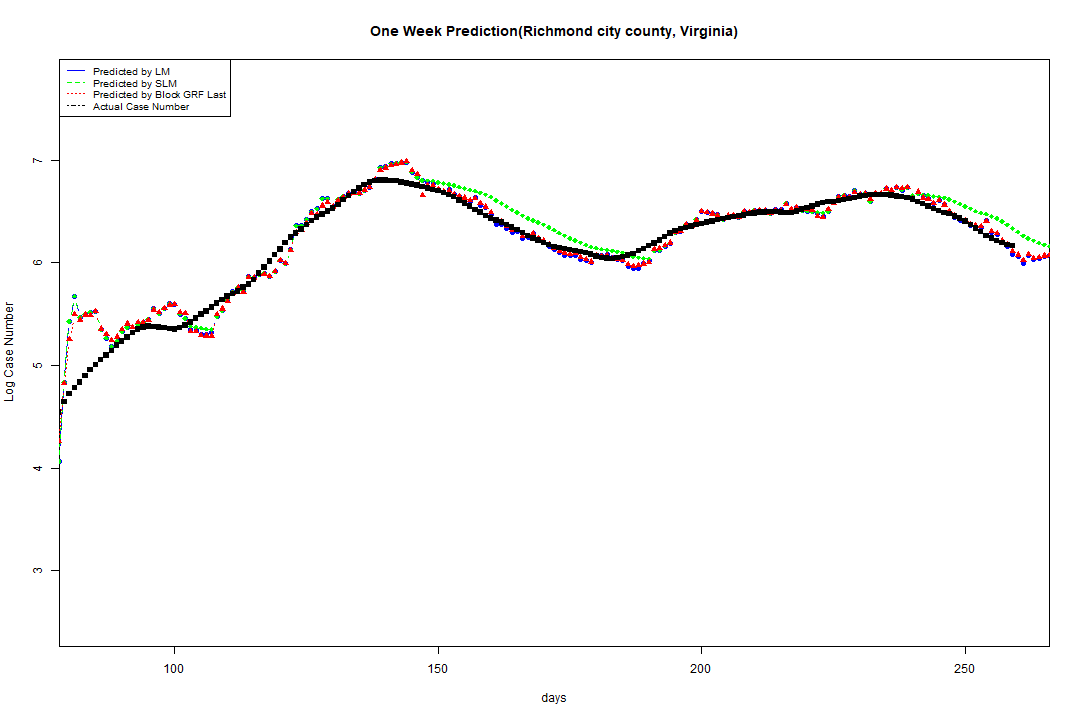 One Week Prediction(Richmond city county, Virginia)
Predicted by LM
Predicted by SLM
Predicted by Block GRF Last
Actual Case Number
7
6
5
4
3
Log Case Number
100 150 200 250
days